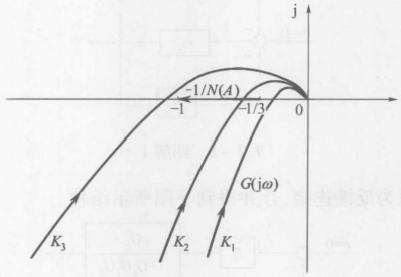 j
-1/N(A)
-1
-1/3
0
G(jω)
K₃
K₂
K₁